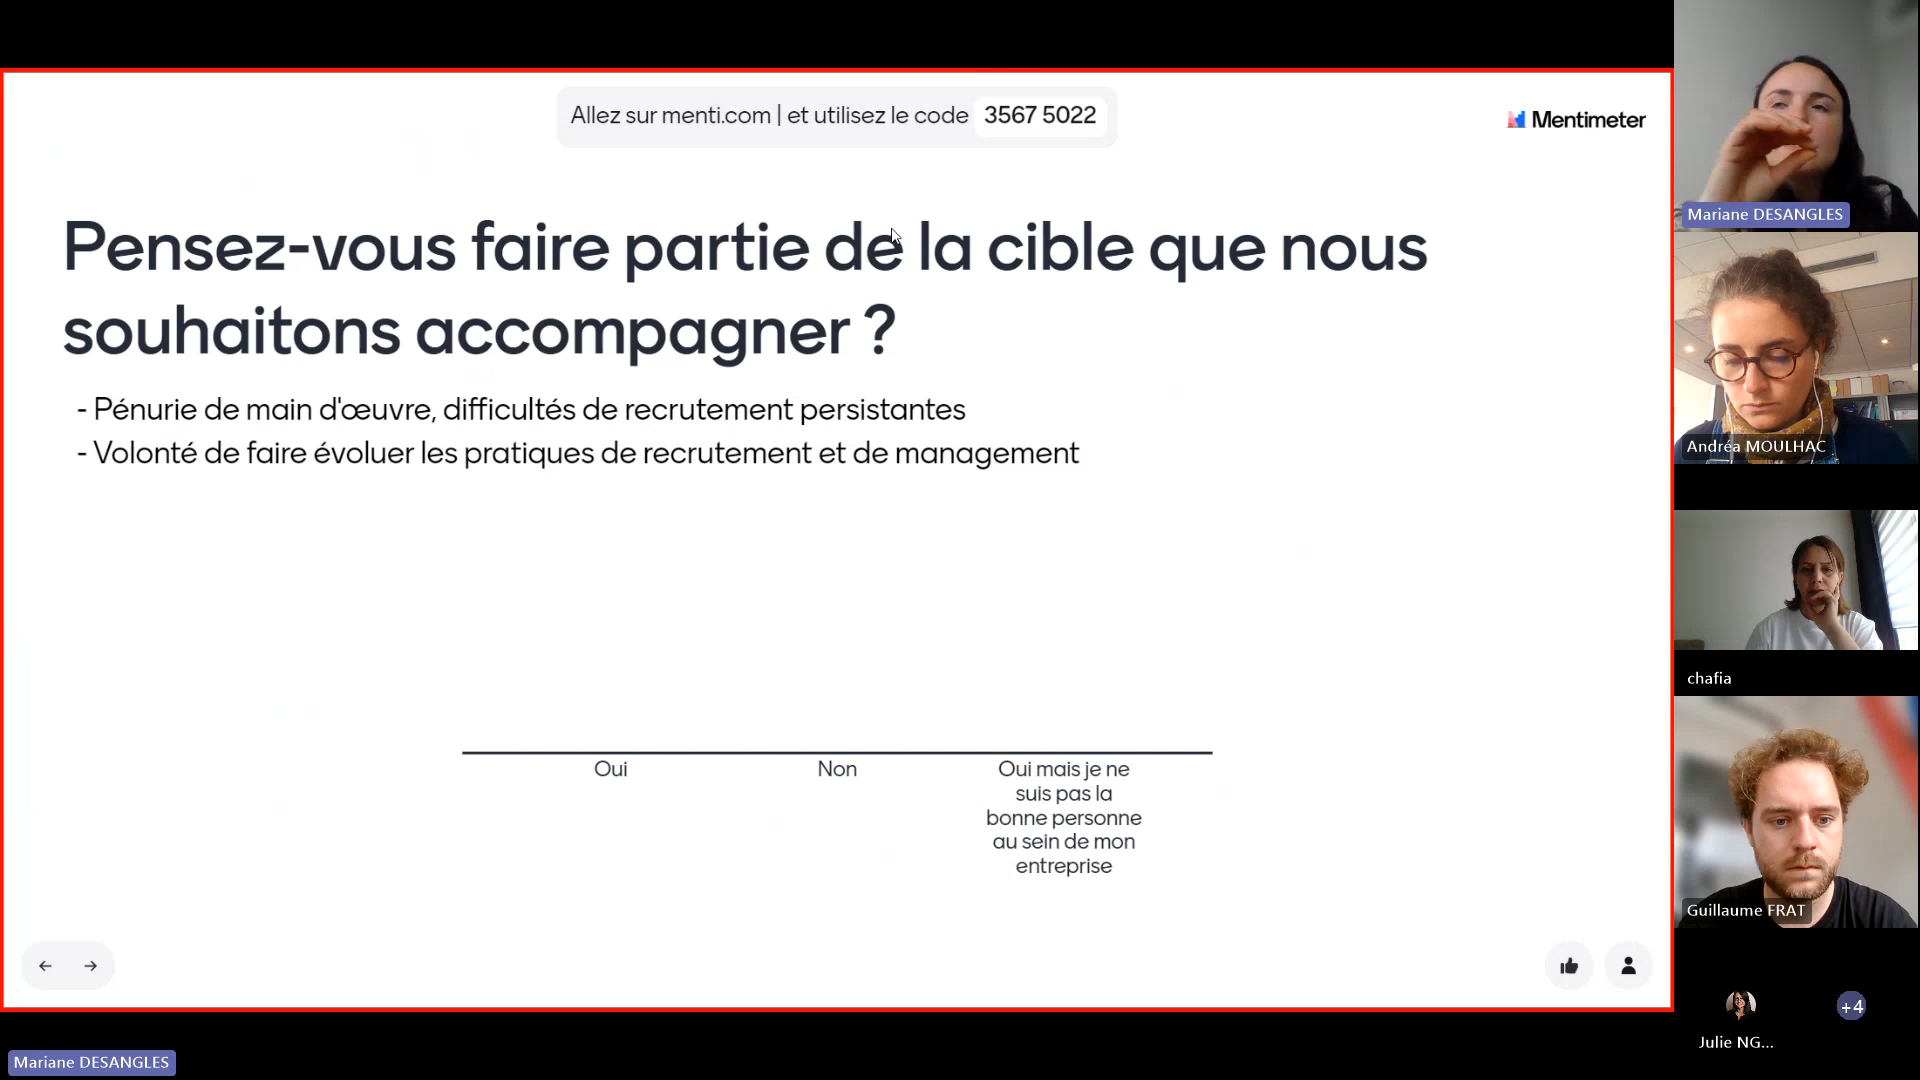 Allez sur menti.com | et utilisez le code 3567 5022
Mentimeter
Pensez-vous faire partie de la cible que nous
souhaitons accompagner ?
- Pénurie de main d'œuvre, difficultés de recrutement persistantes
- Volonté de faire évoluer les pratiques de recrutement et de management
Oui
Non
Oui mais je ne
suis pas la
bonne personne
au sein de mon
entreprise
Mariane DESANGLES
Andréa MOULHAC
chafia
Guillaume FRAT
Julie NG...
+4
Mariane DESANGLES